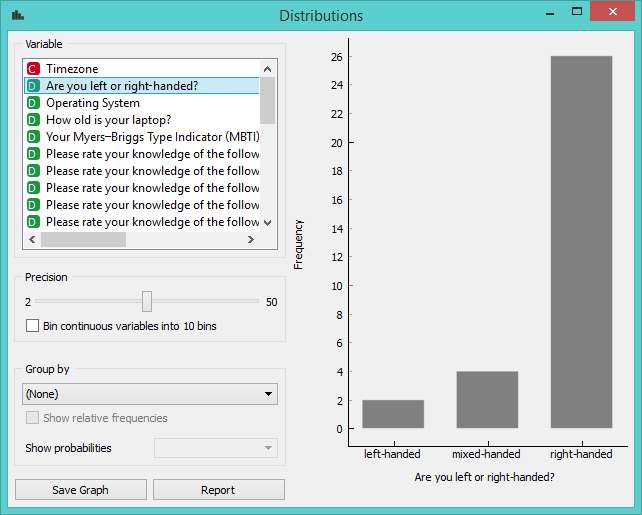 Distributions
Variable
C Timezone
D Are you left or right-handed?
D Operating System
D How old is your laptop?
D Your Myers-Briggs Type Indicator (MBTI)
D Please rate your knowledge of the follow
D Please rate your knowledge of the follow
D Please rate your knowledge of the follow
D Please rate your knowledge of the follow
D Please rate your knowledge of the follow
Precision
2 50
Bin continuous variables into 10 bins
Group by
(None)
Show relative frequencies
Show probabilities
Save Graph Report
Frequency
26
24
22
20
18
16
14
12
10
8
6
4
2
0
left-handed mixed-handed right-handed
Are you left or right-handed?